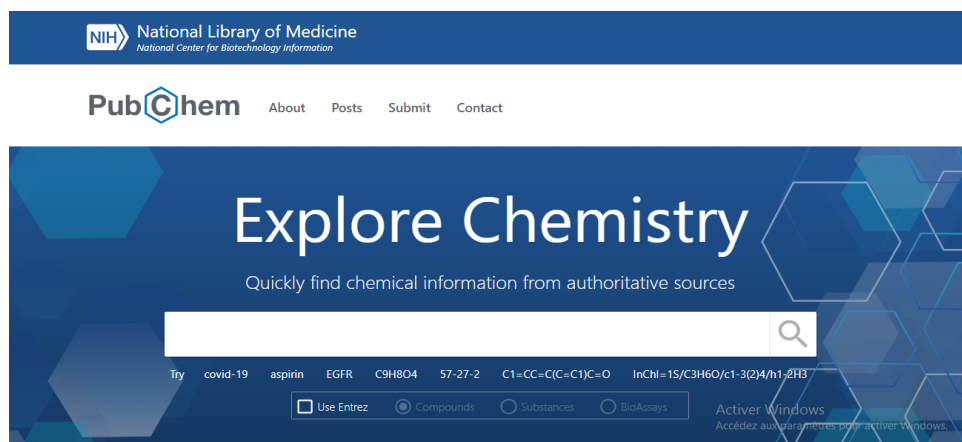 NIH National Library of Medicine
National Center for Biotechnology Information
PubChem About Posts Submit Contact
Explore Chemistry
Quickly find chemical information from authoritative sources
Try covid-19 aspirin EGFR C9H8O4 57-27-2 C1=CC=C(C=C1)C=O InChI=1S/C3H6O/c1-3(2)4/h1-2H3
Use Entrez Compounds Substances BioAssays
Activer Windows
Accédez aux paramètres pour activer Windows.